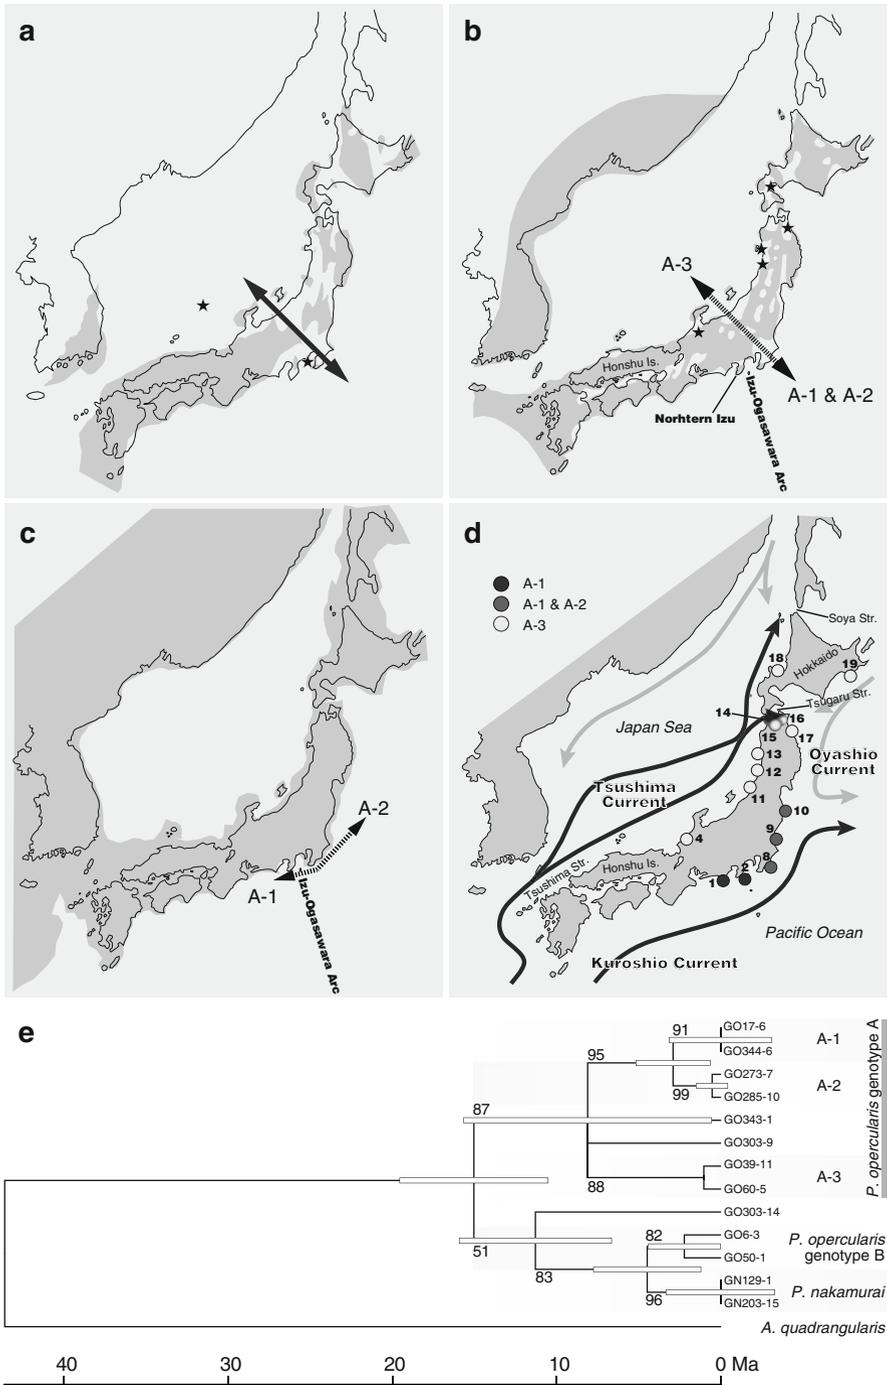 a
b
A-3
Honshu Is.
A-1 & A-2
Norhtern Izu
-Izu-Ogasawara Arc
c
A-2
A-1
Izu-Ogasawara Arc
d
A-1
A-1 & A-2
A-3
Soya Str.
Hokkaido
18
19
Tsugaru Str.
14
16
15
17
Japan Sea
13
Oyashio
Current
12
Tsushima
Current
11
10
9
4
8
Tsushima Str.
Honshu Is.
2
1
Pacific Ocean
Kuroshio Current
e
91
GO17-6
A-1
GO344-6
95
GO273-7
A-2
99
GO285-10
87
GO343-1
GO303-9
GO39-11
A-3
88
GO60-5
P. opercularis genotype A
GO303-14
82
GO6-3
P. opercularis
genotype B
51
GO50-1
83
GN129-1
P. nakamurai
96
GN203-15
A. quadrangularis
40
30
20
10
0 Ma